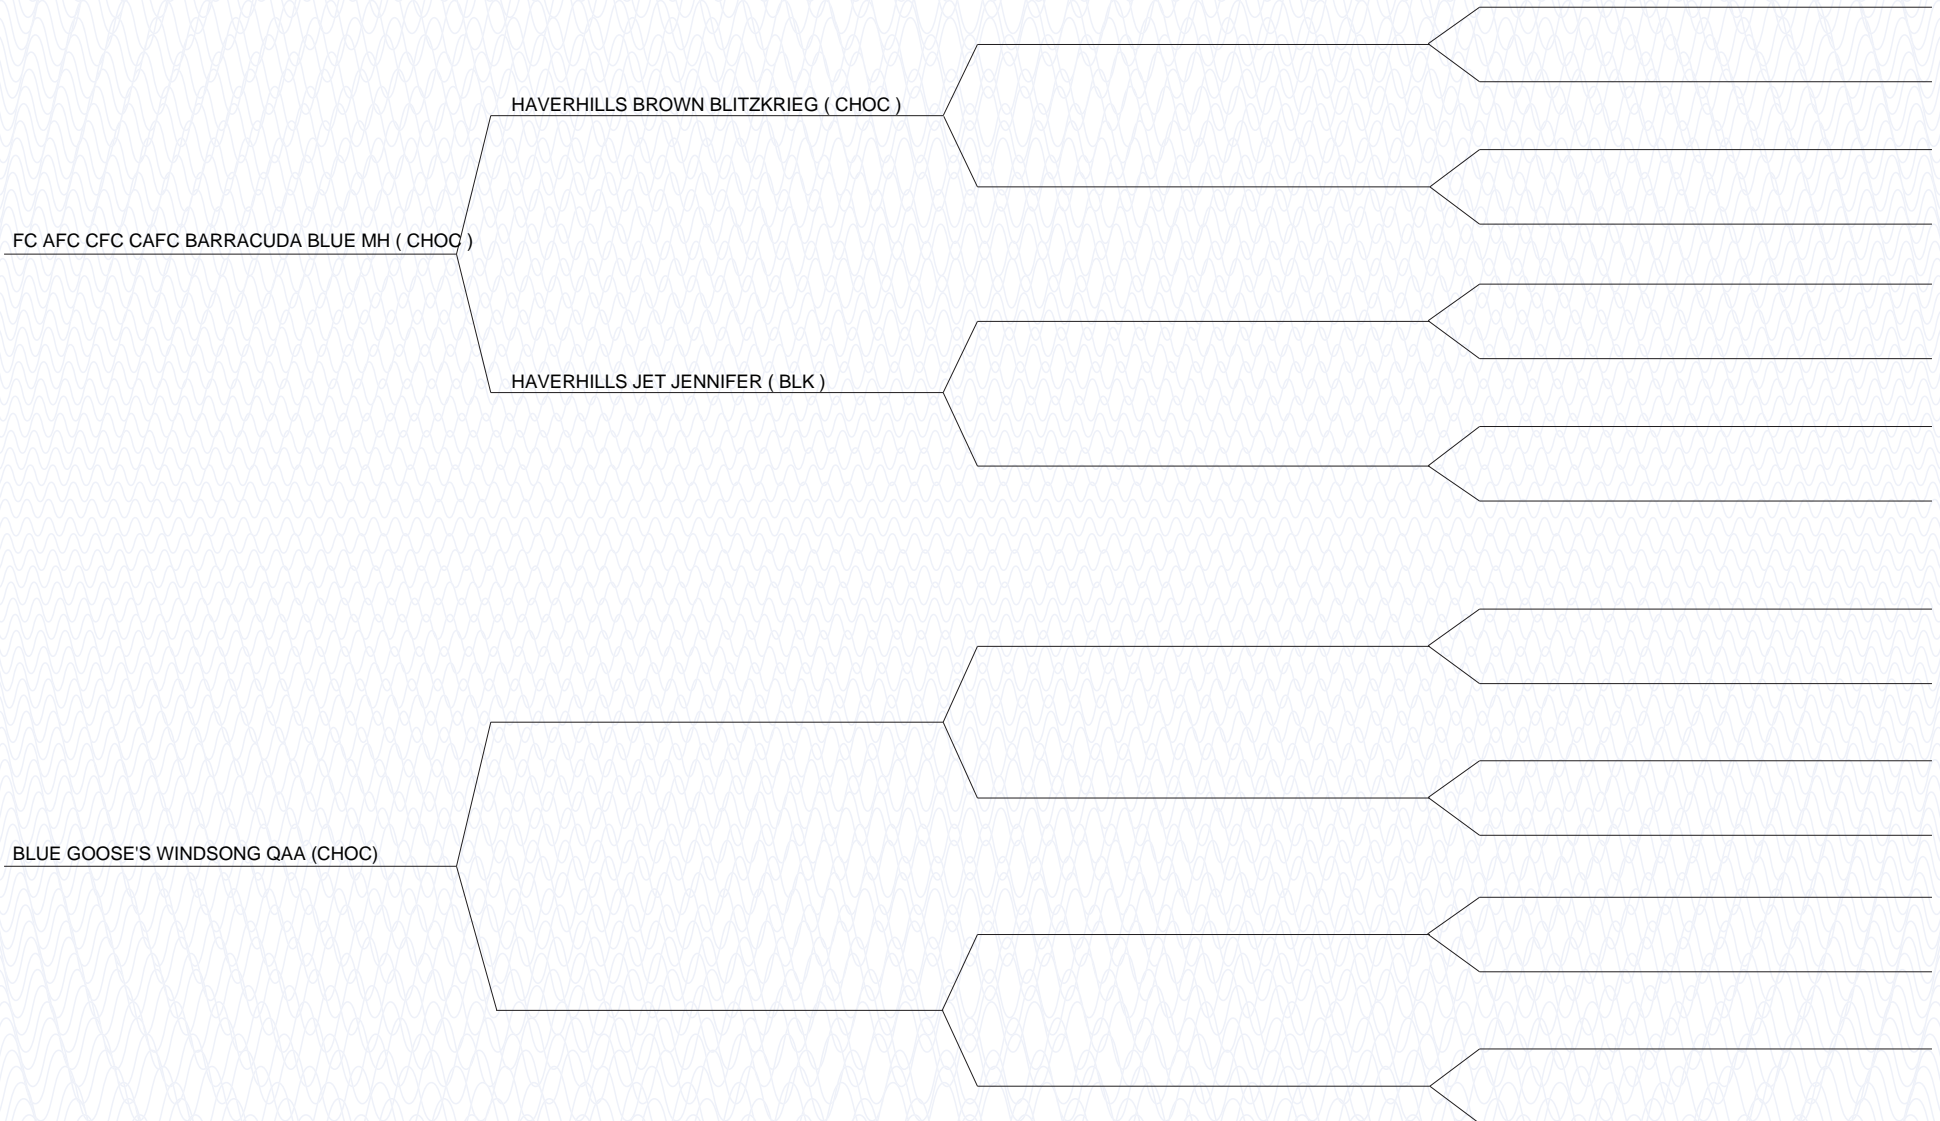 HAVERHILLS BROWN BLITZKRIEG ( CHOC )
FC AFC CFC CAFC BARRACUDA BLUE MH ( CHOC )
HAVERHILLS JET JENNIFER ( BLK )
BLUE GOOSE'S WINDSONG QAA (CHOC)